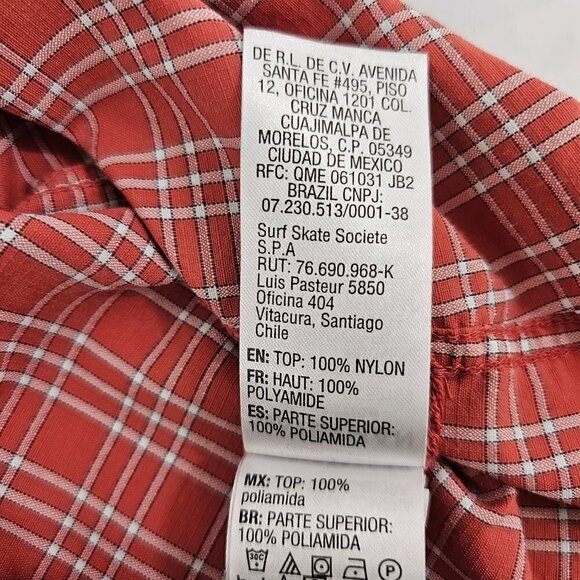 DE R.L. DE C.V. AVENIDA
SANTA FE #495, PISO
12, OFICINA 1201 COL.
CRUZ MANCA
CUAJIMALPA DE
MORELOS, C.P. 05349
CIUDAD DE MEXICO
RFC: QME 061031 JB2
BRAZIL CNPJ:
07.230.513/0001-38
Surf Skate Societe
S.P.A
RUT: 76.690.968-K
Luis Pasteur 5850
Oficina 404
Vitacura, Santiago
Chile
EN: TOP: 100% NYLON
FR: HAUT: 100%
POLYAMIDE
ES: PARTE SUPERIOR:
100% POLIAMIDA
MX: TOP: 100%
poliamida
BR: PARTE SUPERIOR:
100% POLIAMIDA
30C